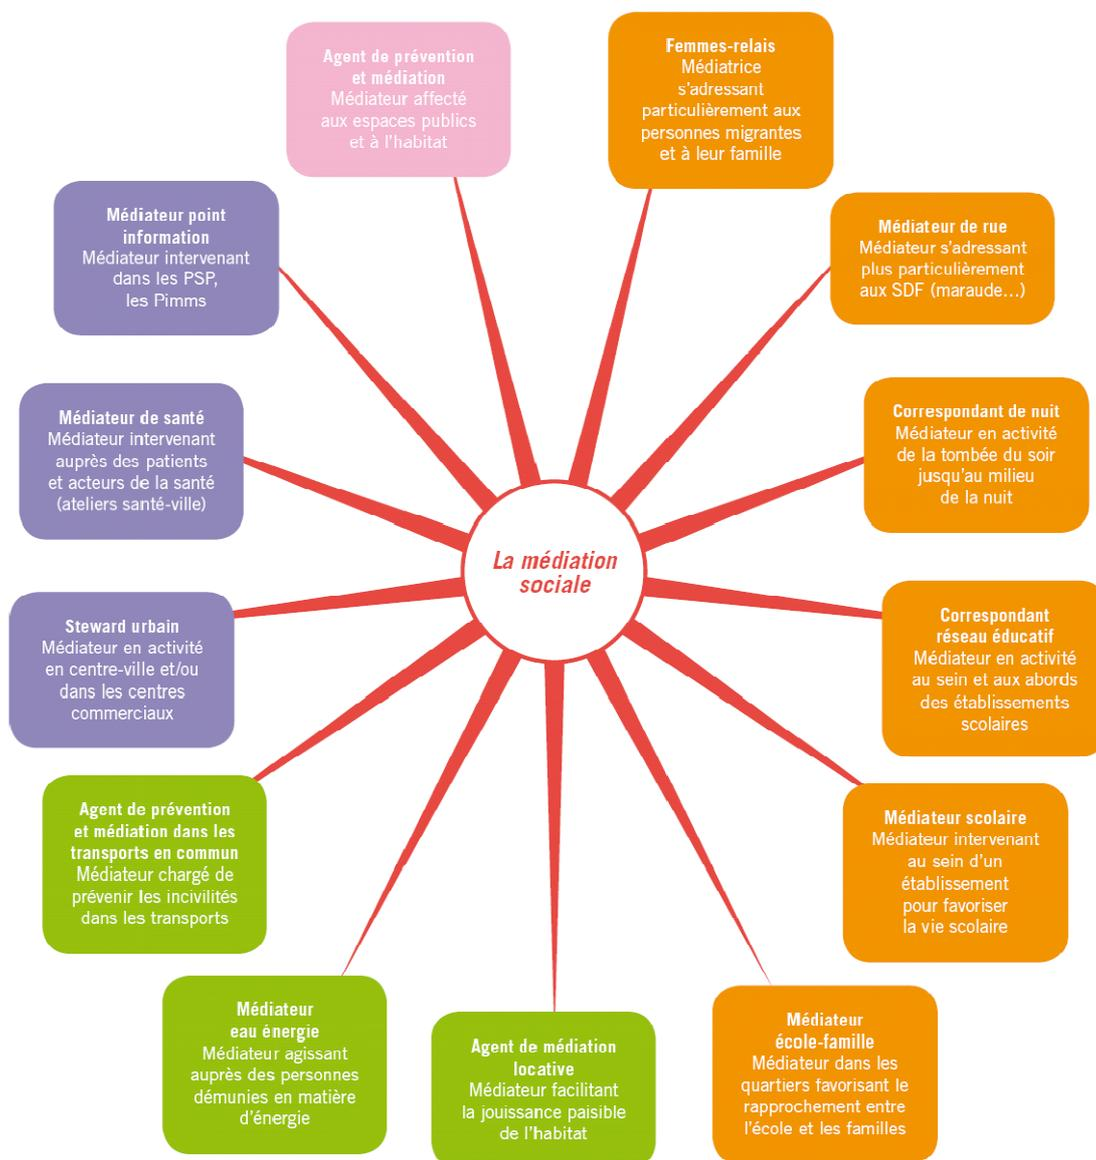 Agent de prévention
et médiation
Médiateur affecté
aux espaces publics
et à l'habitat
Femmes-relais
Médiatrice
s'adressant
particulièrement aux
personnes migrantes
et à leur famille
Médiateur point
information
Médiateur intervenant
dans les PSP,
les Pimms
Médiateur de rue
Médiateur s'adressant
plus particulièrement
aux SDF (maraude...)
Médiateur de santé
Médiateur intervenant
auprès des patients
et acteurs de la santé
(ateliers santé-ville)
Correspondant de nuit
Médiateur en activité
de la tombée du soir
jusqu'au milieu
de la nuit
La médiation
sociale
Steward urbain
Médiateur en activité
en centre-ville et/ou
dans les centres
commerciaux
Correspondant
réseau éducatif
Médiateur en activité
au sein et aux abords
des établissements
scolaires
Agent de prévention
et médiation dans les
transports en commun
Médiateur chargé de
prévenir les incivilités
dans les transports
Médiateur scolaire
Médiateur intervenant
au sein d'un
établissement
pour favoriser
la vie scolaire
Médiateur
eau énergie
Médiateur agissant
auprès des personnes
démunies en matière
d'énergie
Agent de médiation
locative
Médiateur facilitant
la jouissance paisible
de l'habitat
Médiateur
école-famille
Médiateur dans les
quartiers favorisant le
rapprochement entre
l'école et les familles